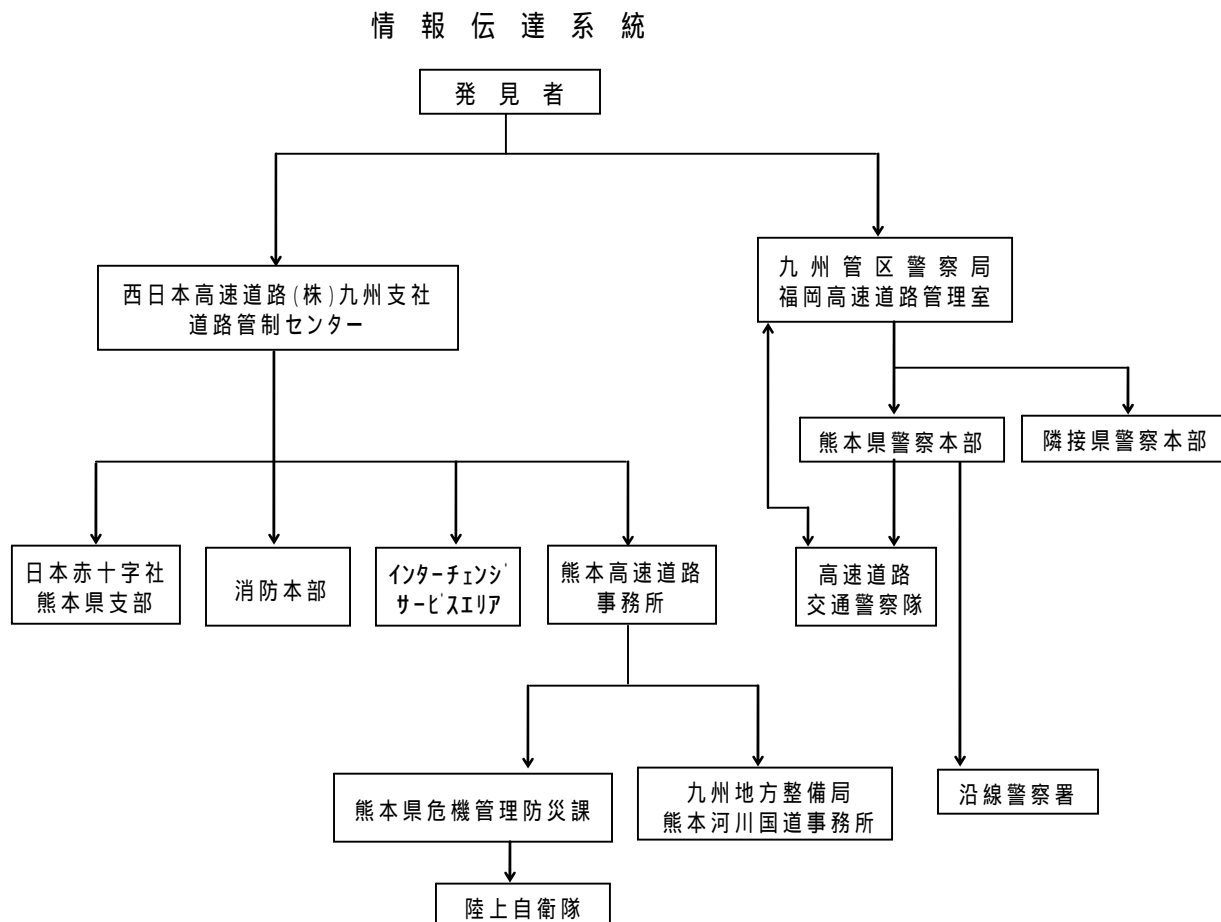 情報伝達系統
発見者
九州管区警察局
福岡高速道路管理室
西日本高速道路(株)九州支社
道路管制センター
熊本県警察本部
隣接県警察本部
日本赤十字社
熊本県支部
消防本部
インターチェンジ
サービスエリア
熊本高速道路
事務所
高速道路
交通警察隊
熊本県危機管理防災課
九州地方整備局
熊本河川国道事務所
沿線警察署
陸上自衛隊